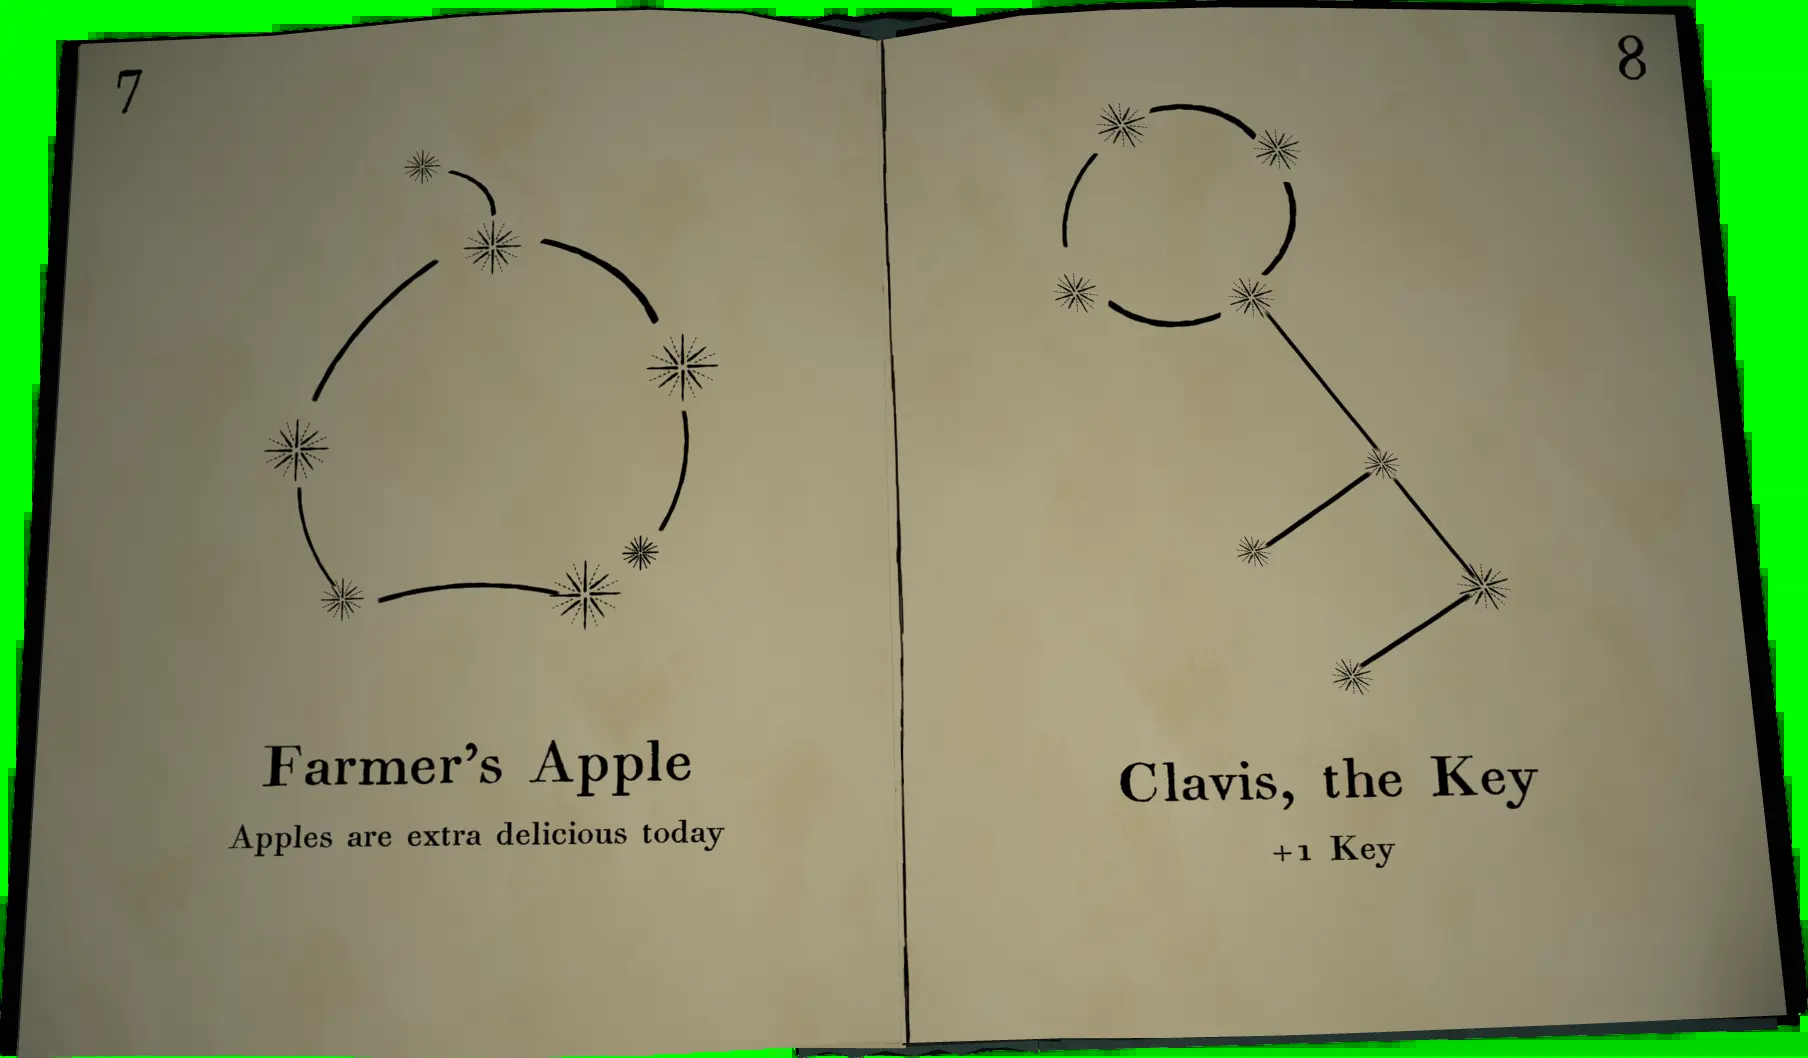 7
Farmer's Apple
Apples are extra delicious today
8
Clavis, the Key
+1 Key